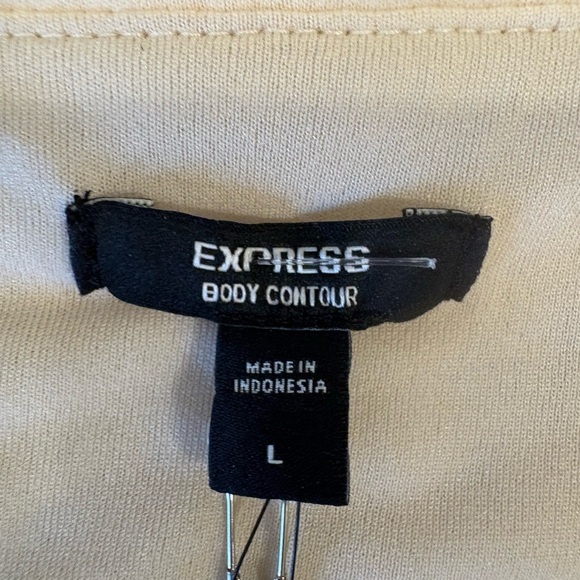 EXPRESS
BODY CONTOUR
MADE IN
INDONESIA
L